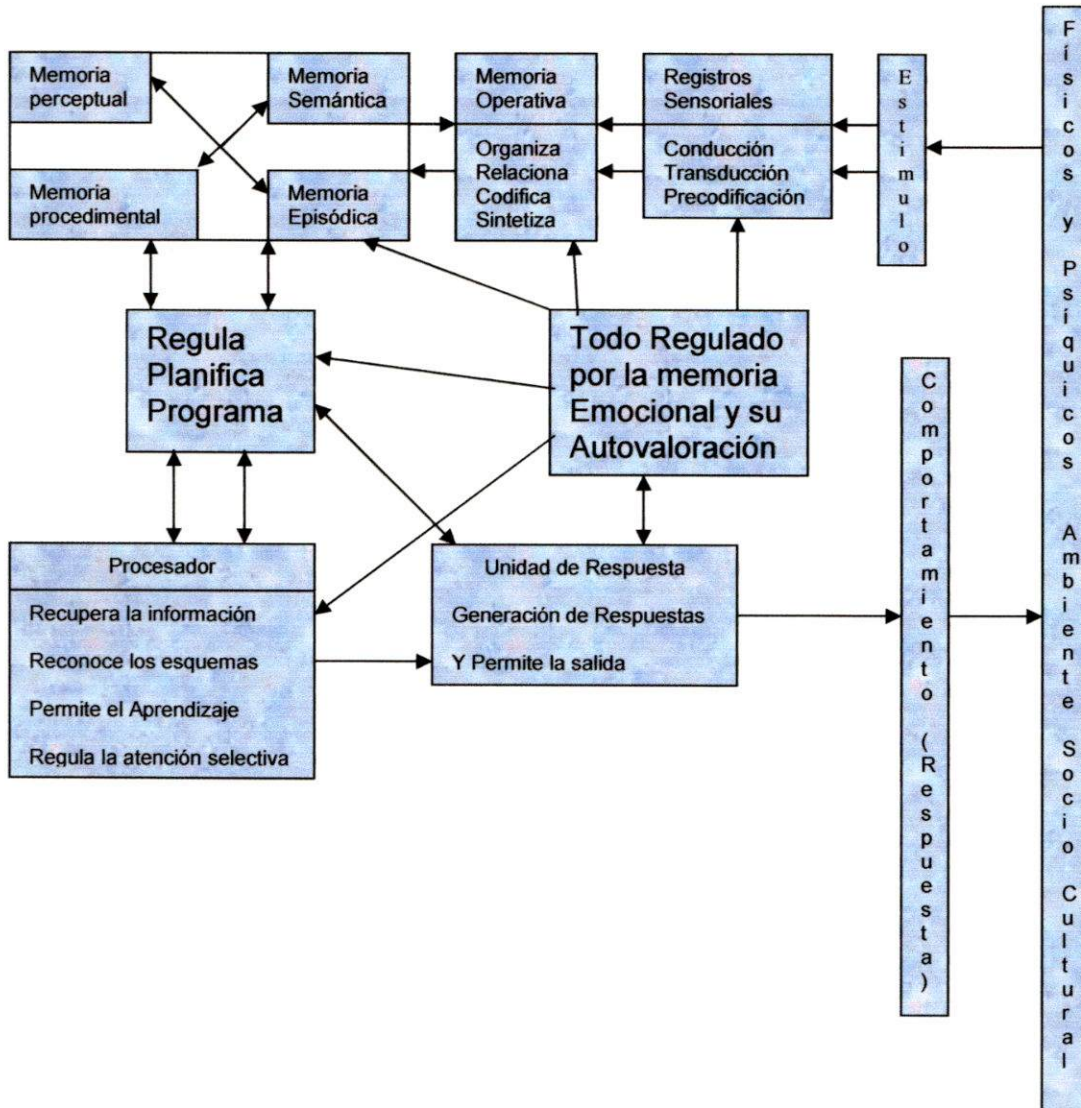 Memoria
perceptual
Memoria
Semántica
Memoria
Operativa
Organiza
Relaciona
Codifica
Sintetiza
Registros
Sensoriales
Conducción
Transducción
Precodificación
Estimulo
Físicos y Psíquicos Ambiente Socio Cultural
Memoria
procedimental
Memoria
Episódica
Regula
Planifica
Programa
Todo Regulado
por la memoria
Emocional y su
Autovaloración
Comportamiento (Respuesta)
Procesador
Recupera la información
Reconoce los esquemas
Permite el Aprendizaje
Regula la atención selectiva
Unidad de Respuesta
Generación de Respuestas
Y Permite la salida